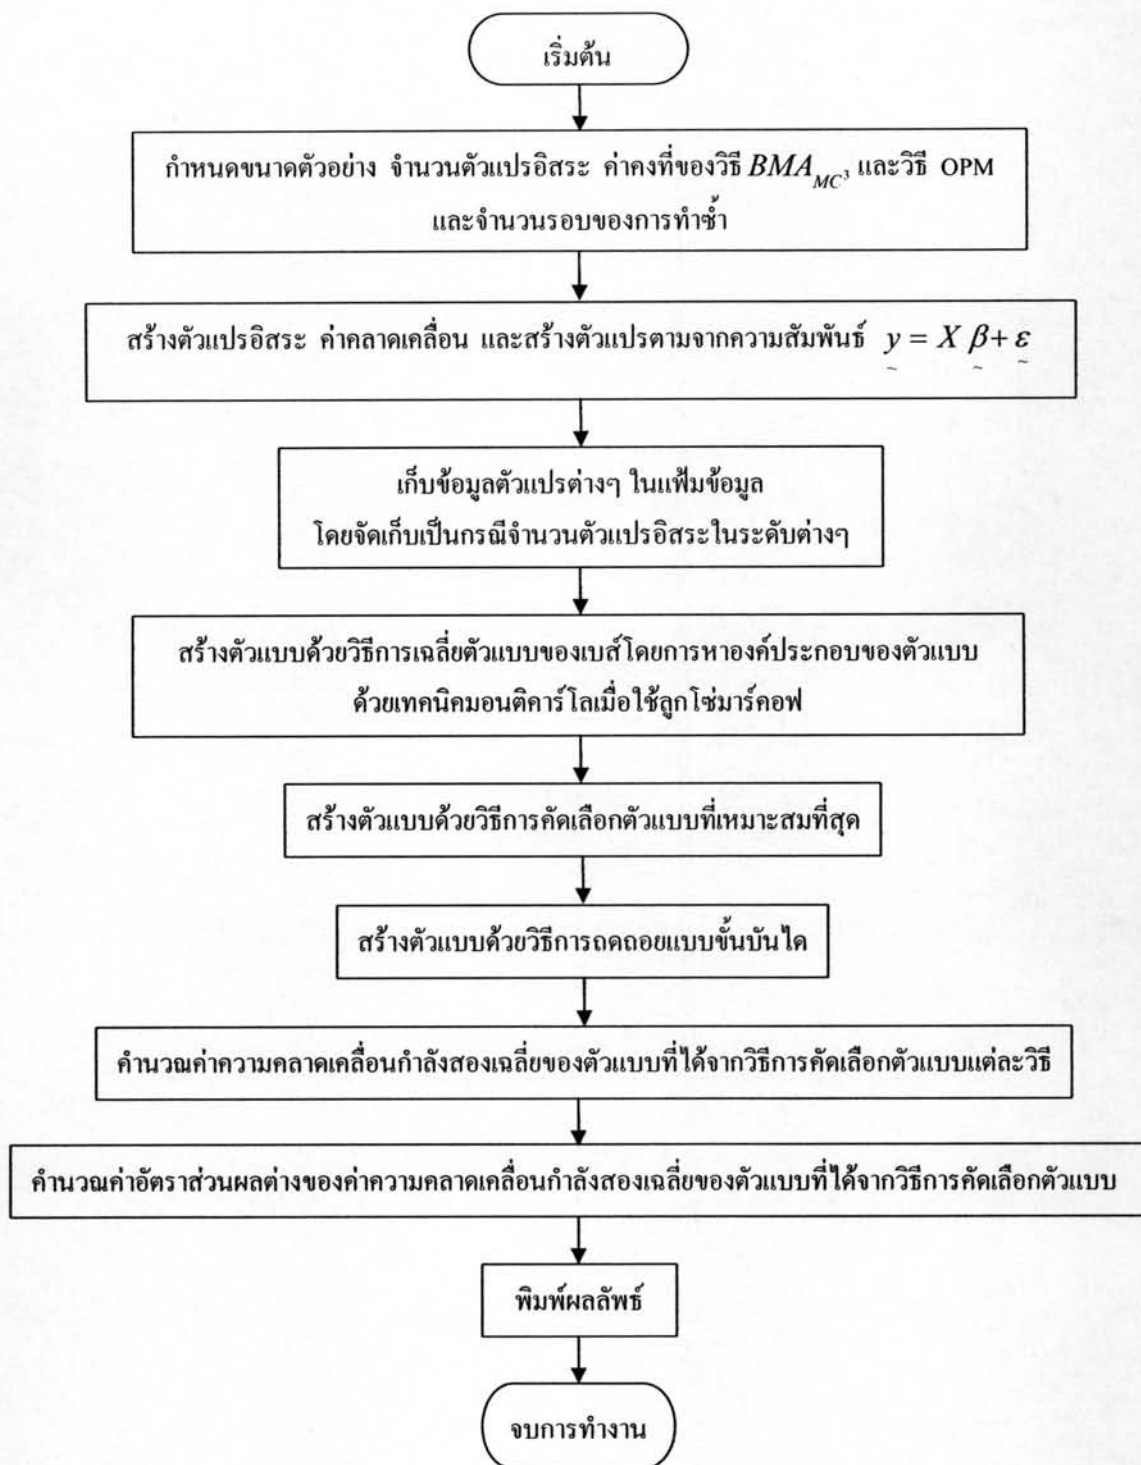 เริ่มต้น
กำหนดขนาดตัวอย่าง จำนวนตัวแปรอิสระ ค่าคงที่ของวิธี $BMA_{MC^3}$ และวิธี OPM
และจำนวนรอบของการทำซ้ำ
สร้างตัวแปรอิสระ ค่าคลาดเคลื่อน และสร้างตัวแปรตามจากความสัมพันธ์ $\underset{\sim}{y} = X \underset{\sim}{\beta} + \underset{\sim}{\varepsilon}$
เก็บข้อมูลตัวแปรต่างๆ ในแฟ้มข้อมูล
โดยจัดเก็บเป็นกรณีจำนวนตัวแปรอิสระในระดับต่างๆ
สร้างตัวแบบด้วยวิธีการเฉลี่ยตัวแบบของเบส์โดยการหาองค์ประกอบของตัวแบบ
ด้วยเทคนิคมอนติคาร์โลเมื่อใช้ลูกโซ่มาร์คอฟ
สร้างตัวแบบด้วยวิธีการคัดเลือกตัวแบบที่เหมาะสมที่สุด
สร้างตัวแบบด้วยวิธีการถดถอยแบบขั้นบันได
คำนวณค่าความคลาดเคลื่อนกำลังสองเฉลี่ยของตัวแบบที่ได้จากวิธีการคัดเลือกตัวแบบแต่ละวิธี
คำนวณค่าอัตราส่วนผลต่างของค่าความคลาดเคลื่อนกำลังสองเฉลี่ยของตัวแบบที่ได้จากวิธีการคัดเลือกตัวแบบ
พิมพ์ผลลัพธ์
จบการทำงาน